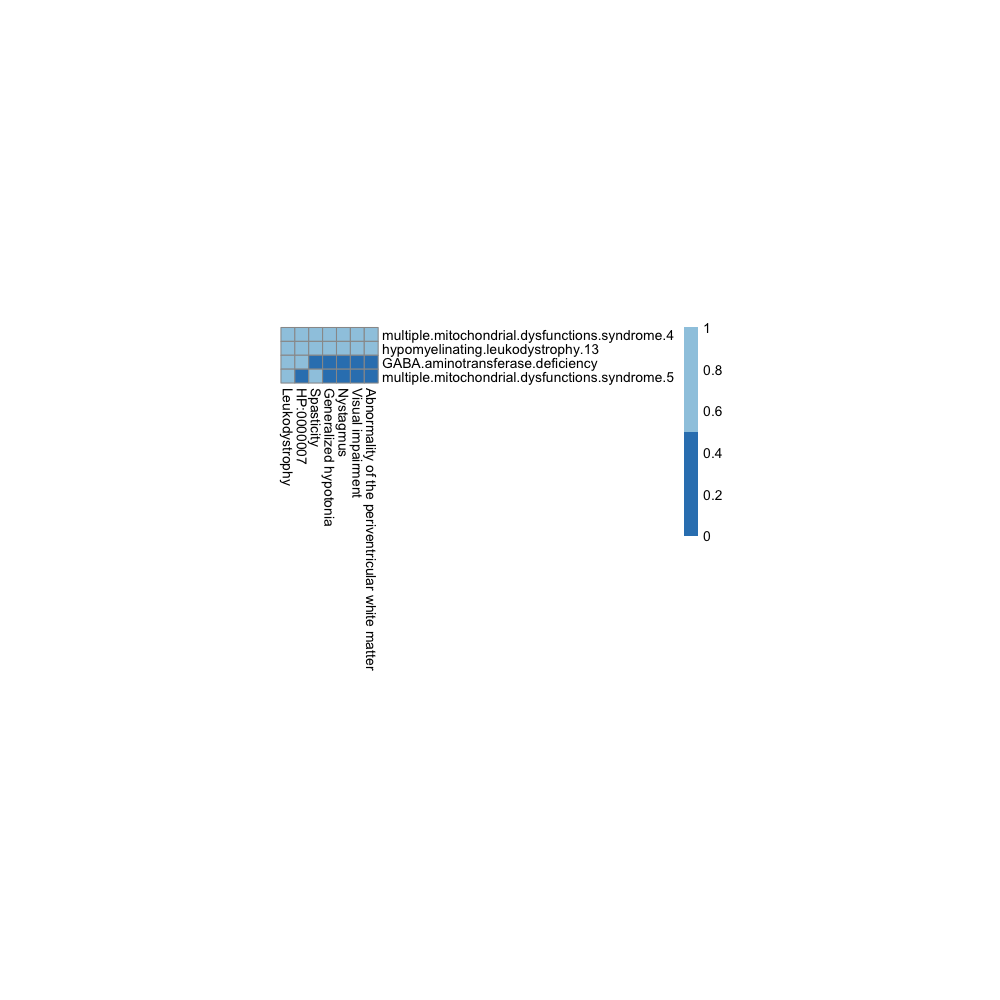 multiple.mitochondrial.dysfunctions.syndrome.4
hypomyelinating.leukodystrophy.13
GABA.aminotransferase.deficiency
multiple.mitochondrial.dysfunctions.syndrome.5
Leukodystrophy
HP:0000007
Spasticity
Generalized hypotonia
Nystagmus
Visual impairment
Abnormality of the periventricular white matter
1
0.8
0.6
0.4
0.2
0